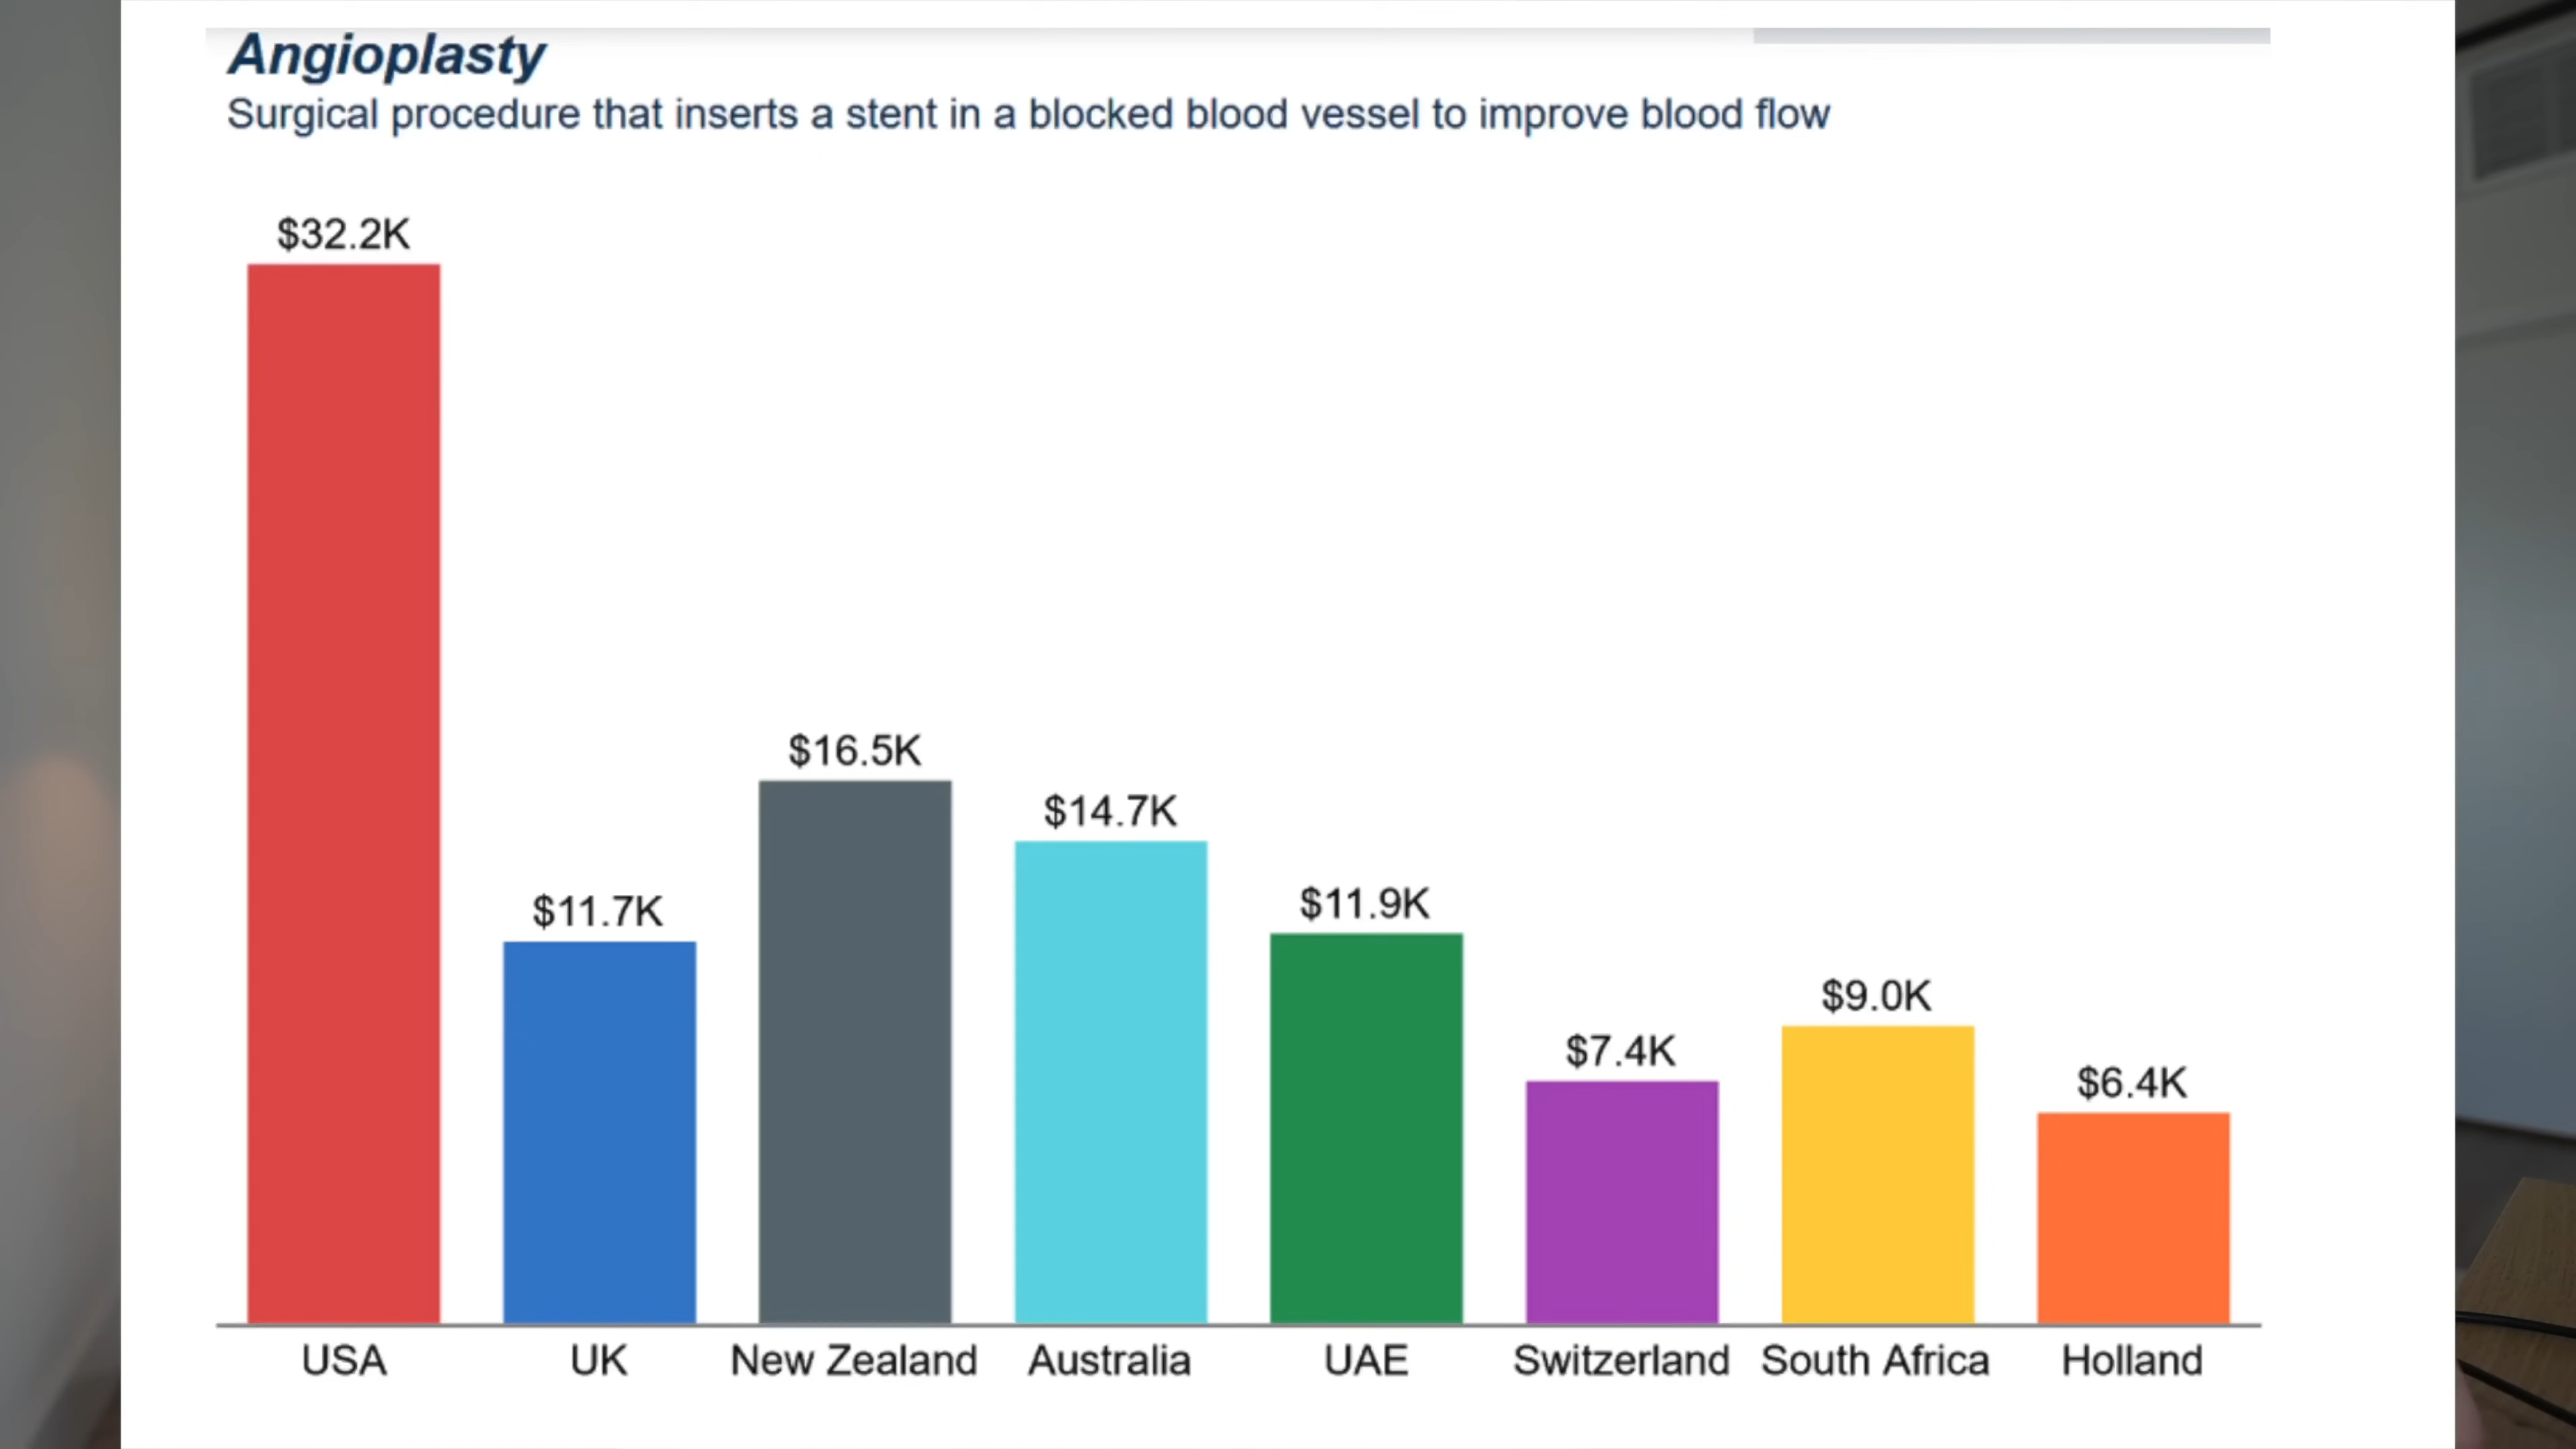 Angioplasty
Surgical procedure that inserts a stent in a blocked blood vessel to improve blood flow
$32.2K
$11.7K
$16.5K
$14.7K
$11.9K
$7.4K
$9.0K
$6.4K
USA
UK
New Zealand
Australia
UAE
Switzerland
South Africa
Holland